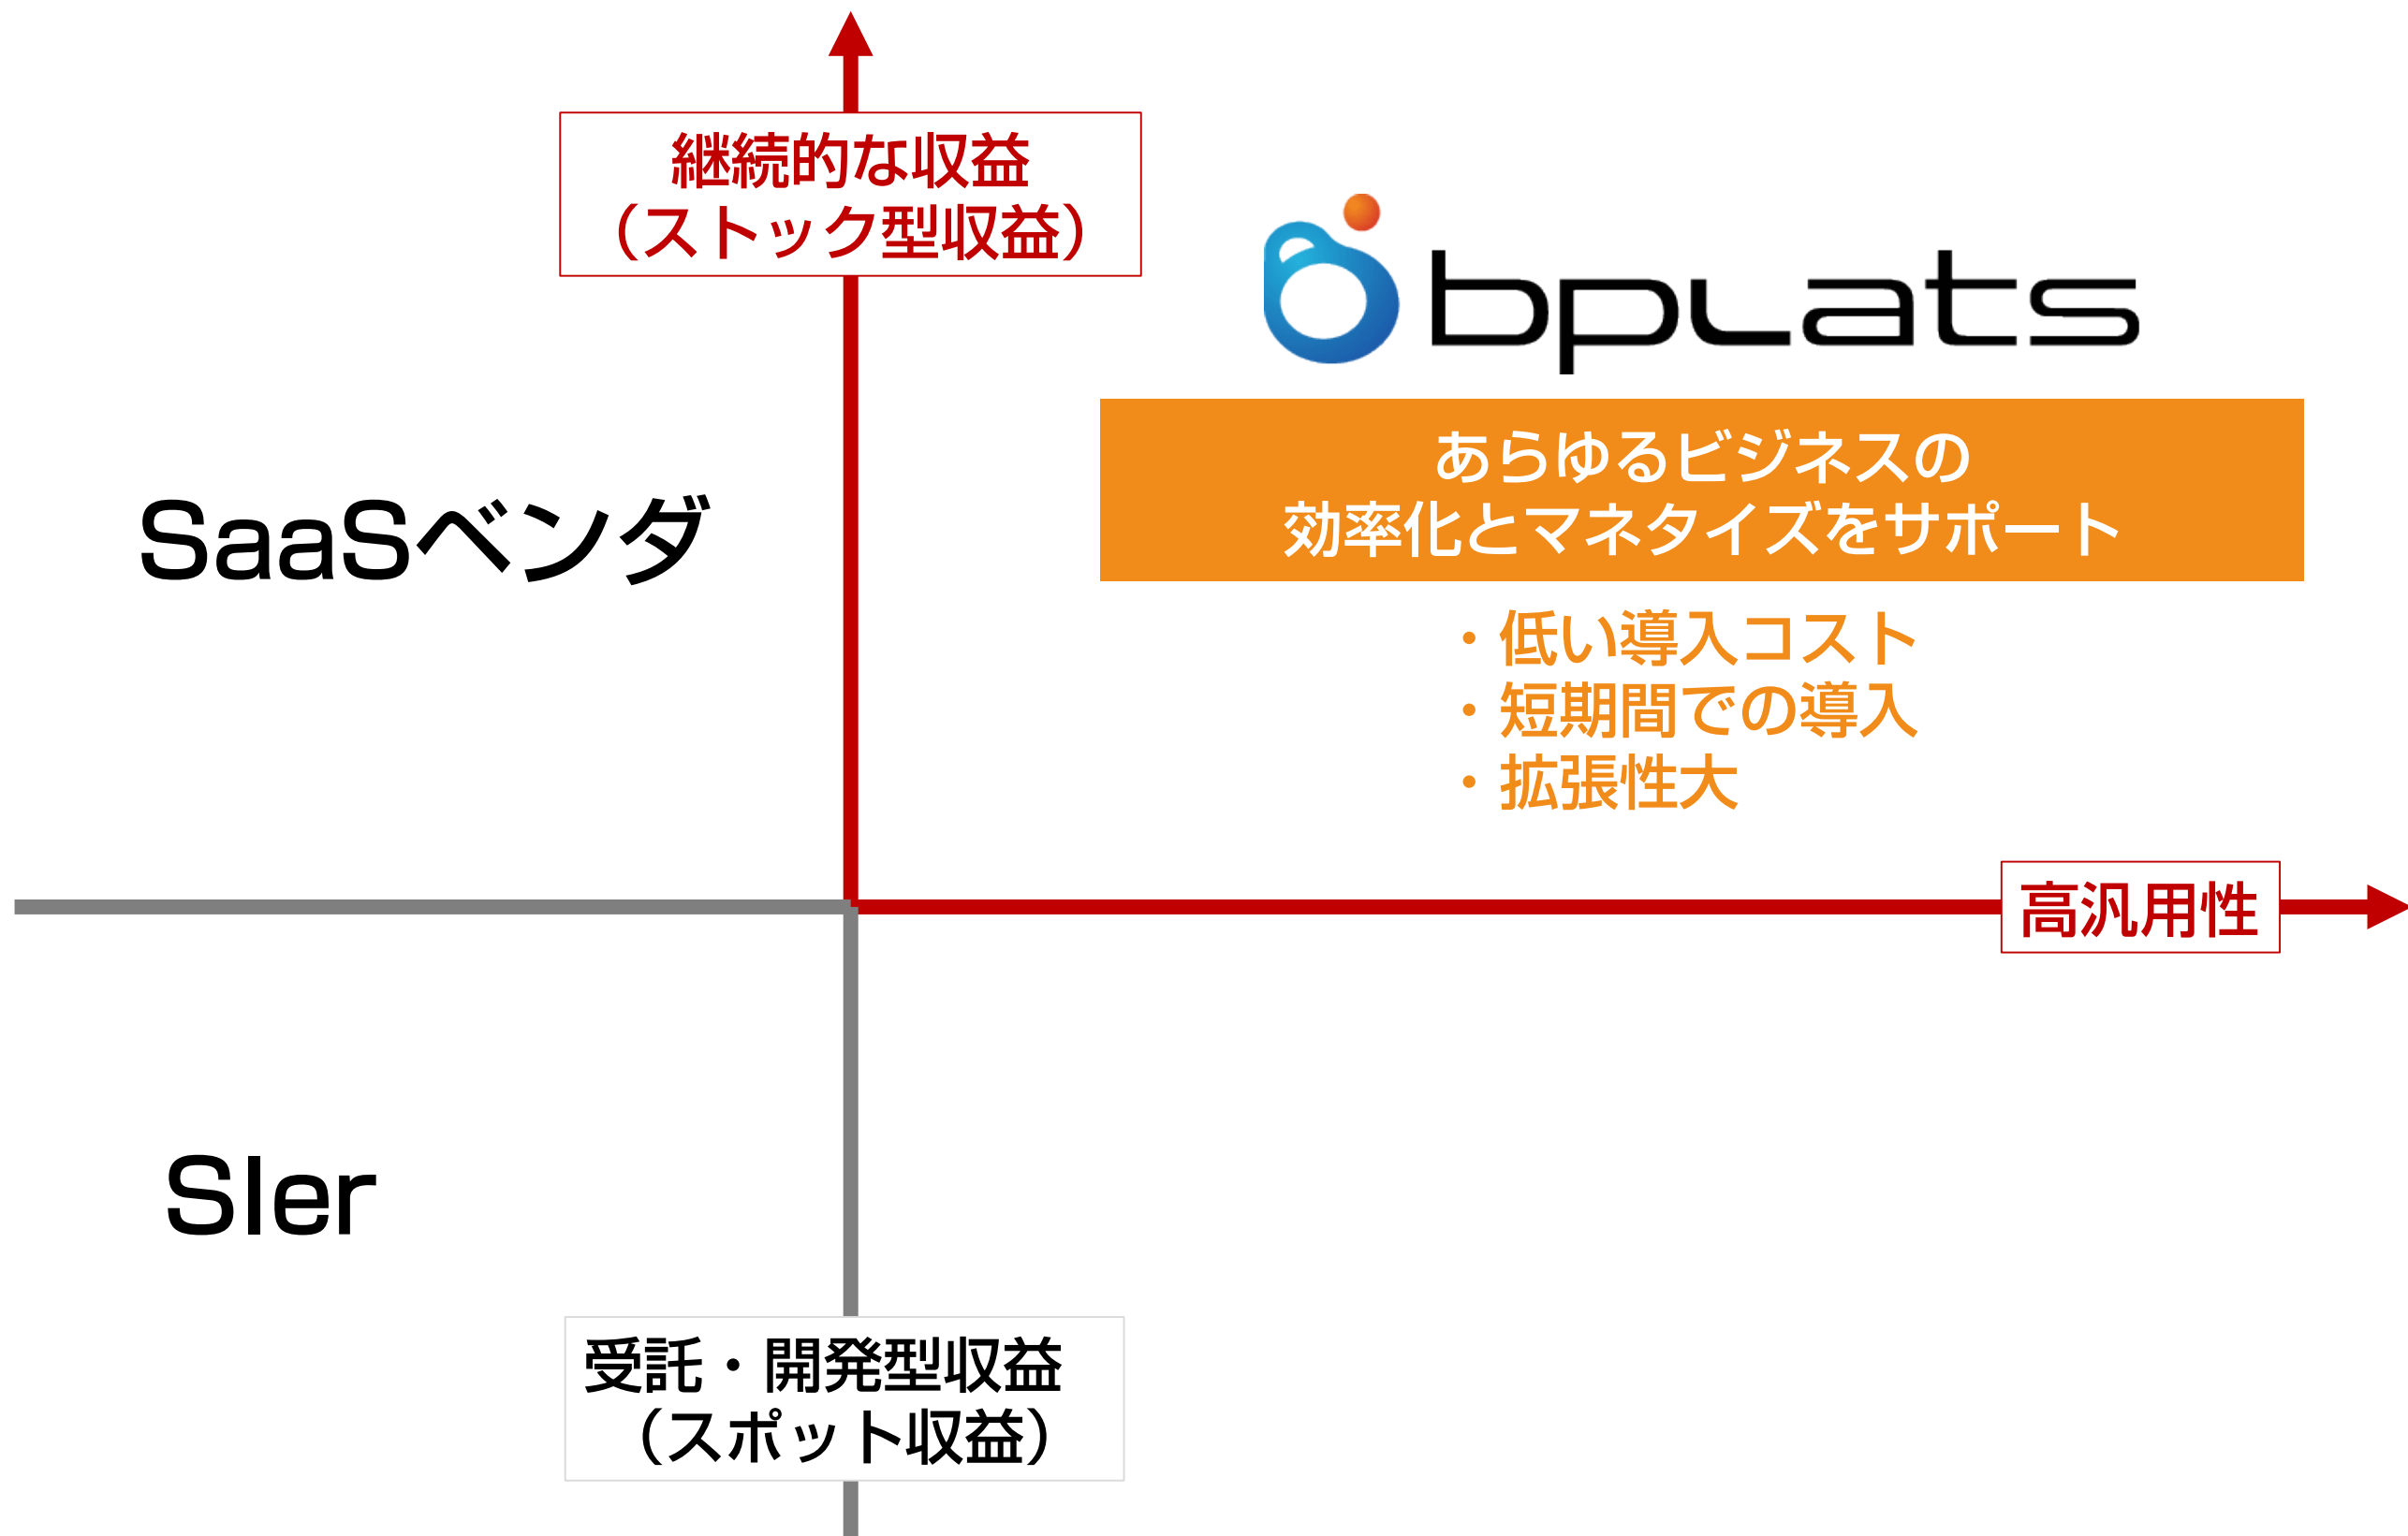 継続的な収益
（ストック型収益）
bplats
あらゆるビジネスの
効率化とマネタイズをサポート
SaaSベンダ
・低い導入コスト
・短期間での導入
・拡張性大
高汎用性
SIer
受託・開発型収益
（スポット収益）